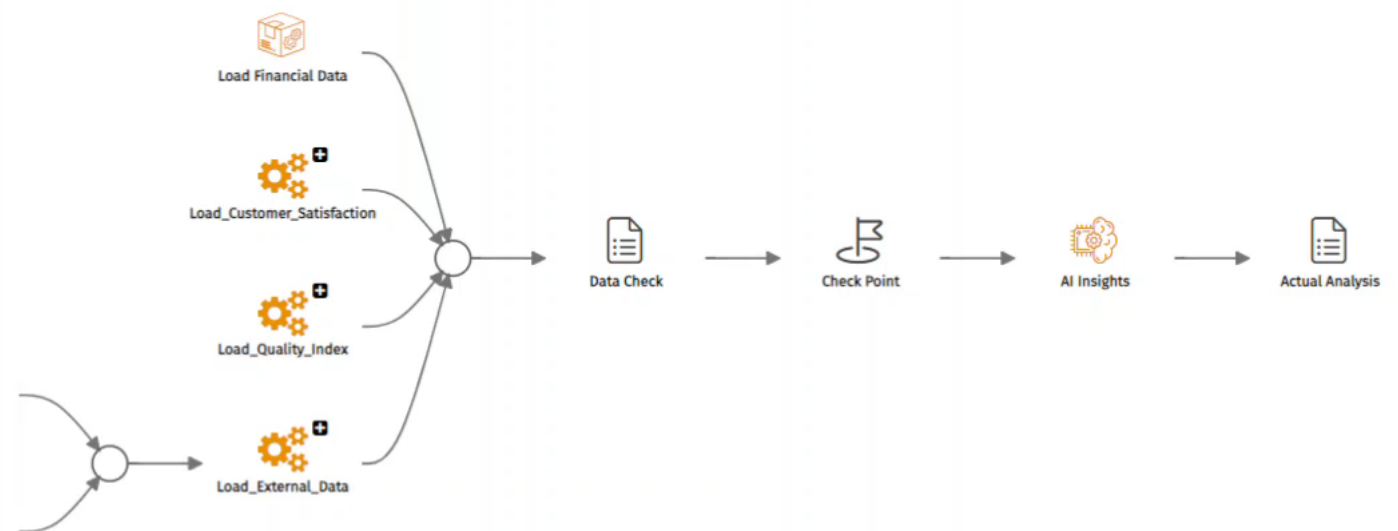 Load Financial Data
Load_Customer_Satisfaction
Load_Quality_Index
Load_External_Data
Data Check
Check Point
AI Insights
Actual Analysis